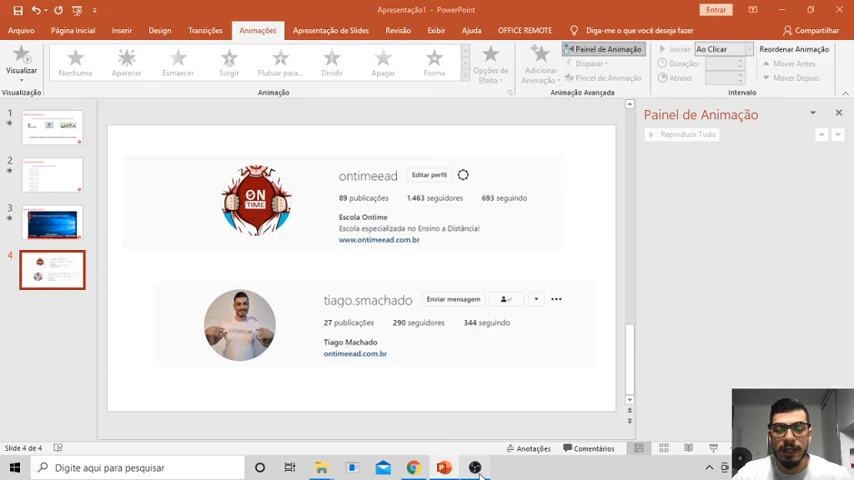 Apresentação1 - PowerPoint
Entrar
Arquivo
Página Inicial
Inserir
Design
Transições
Animações
Apresentação de Slides
Revisão
Exibir
Ajuda
OFFICE REMOTE
Diga-me o que você deseja fazer
Compartilhar
Visualizar
Nenhuma
Aparecer
Esmaecer
Surgir
Flutuar para...
Dividir
Apagar
Forma
Opções de
Efeito
Adicionar
Animação
Painel de Animação
Disparar
Pincel de Animação
Iniciar:
Ao Clicar
Duração:
Atraso:
Reordenar Animação
Mover Antes
Mover Depois
Visualização
Animação
Animação Avançada
Intervalo
1
2
3
4
ON
TIME
ontimeead
Editar perfil
89 publicações
1.463 seguidores
693 seguindo
Escola Ontime
Escola especializada no Ensino a Distância!
www.ontimeead.com.br
tiago.smachado
Enviar mensagem
27 publicações
290 seguidores
344 seguindo
Tiago Machado
ontimeead.com.br
Painel de Animação
Reproduzir Tudo
Slide 4 de 4
Anotações
Comentários
Digite aqui para pesquisar